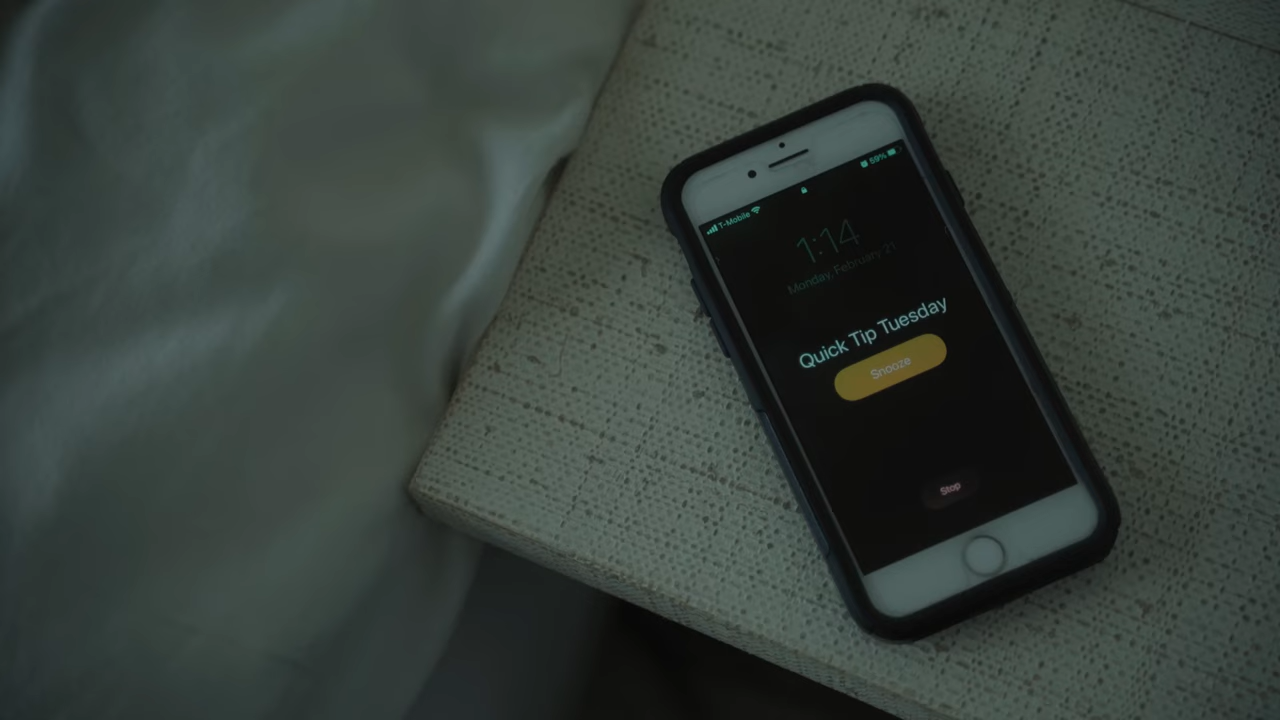 T-Mobile 59%
1:14
Monday, February 21
Quick Tip Tuesday
Snooze
Stop